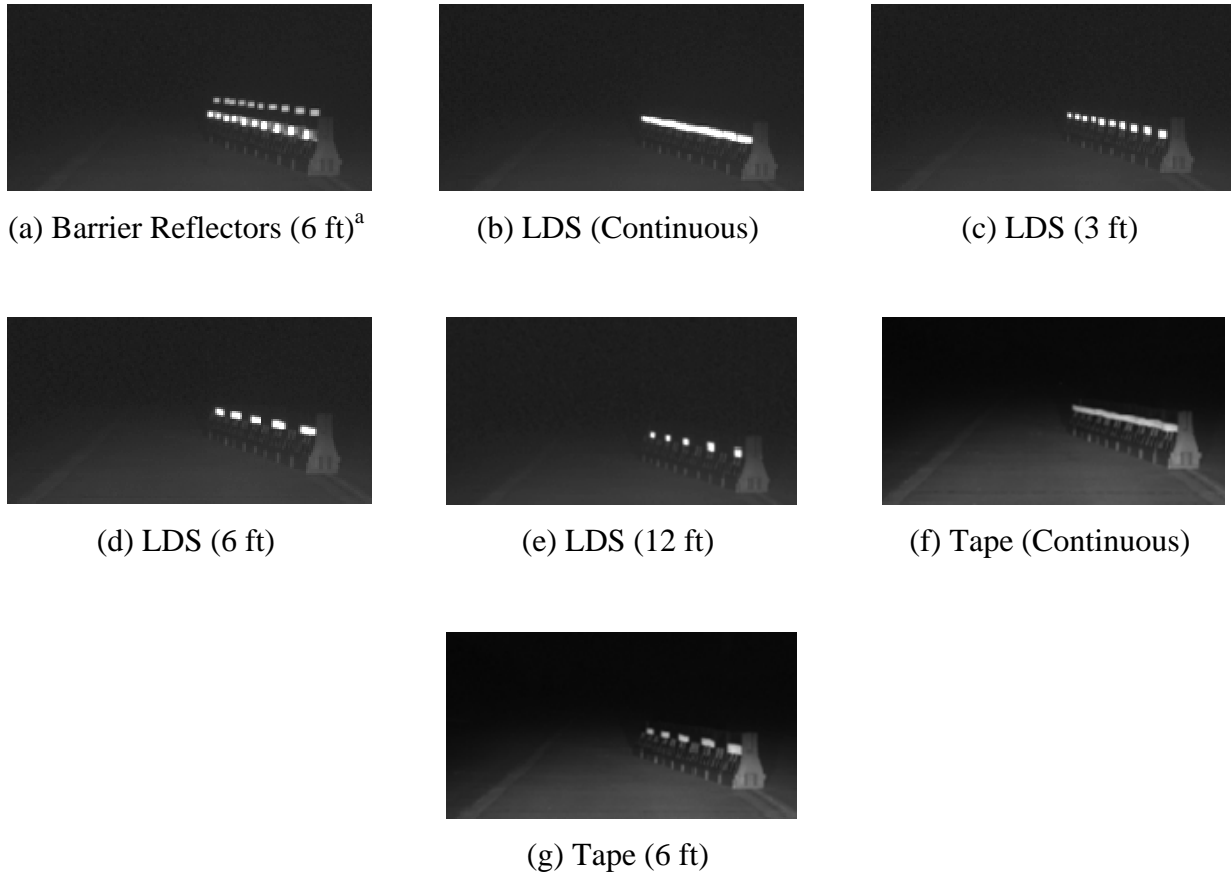 (a) Barrier Reflectors (6 ft)a
(b) LDS (Continuous)
(c) LDS (3 ft)
(d) LDS (6 ft)
(e) LDS (12 ft)
(f) Tape (Continuous)
(g) Tape (6 ft)